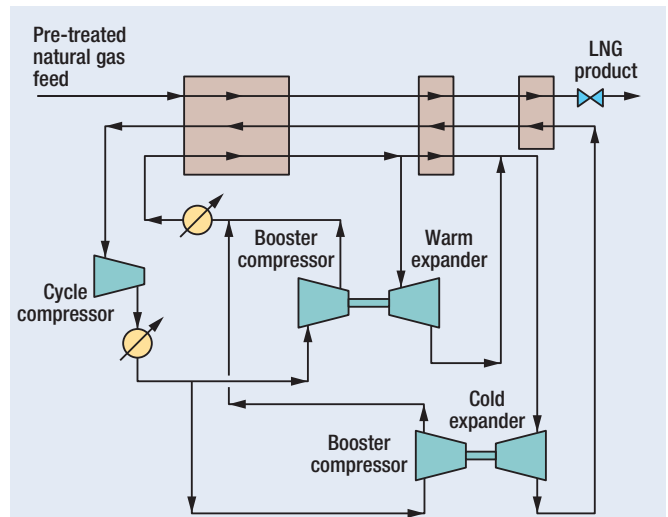 Pre-treated
natural gas
feed
LNG
product
Booster
compressor
Warm
expander
Cycle
compressor
Cold
expander
Booster
compressor